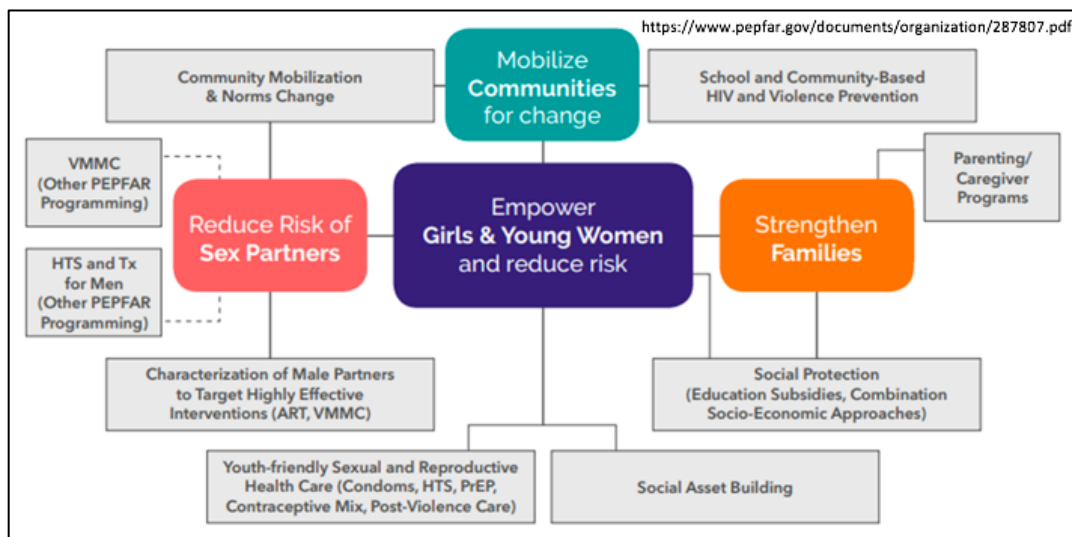 https://www.pepfar.gov/documents/organization/287807.pdf
Mobilize
Communities
for change
Community Mobilization
& Norms Change
School and Community-Based
HIV and Violence Prevention
VMMC
(Other PEPFAR
Programming)
Parenting/
Caregiver
Programs
Reduce Risk of
Sex Partners
Empower
Girls & Young Women
and reduce risk
Strengthen
Families
HTS and Tx
for Men
(Other PEPFAR
Programming)
Characterization of Male Partners
to Target Highly Effective
Interventions (ART, VMMC)
Social Protection
(Education Subsidies, Combination
Socio-Economic Approaches)
Youth-friendly Sexual and Reproductive
Health Care (Condoms, HTS, PrEP,
Contraceptive Mix, Post-Violence Care)
Social Asset Building